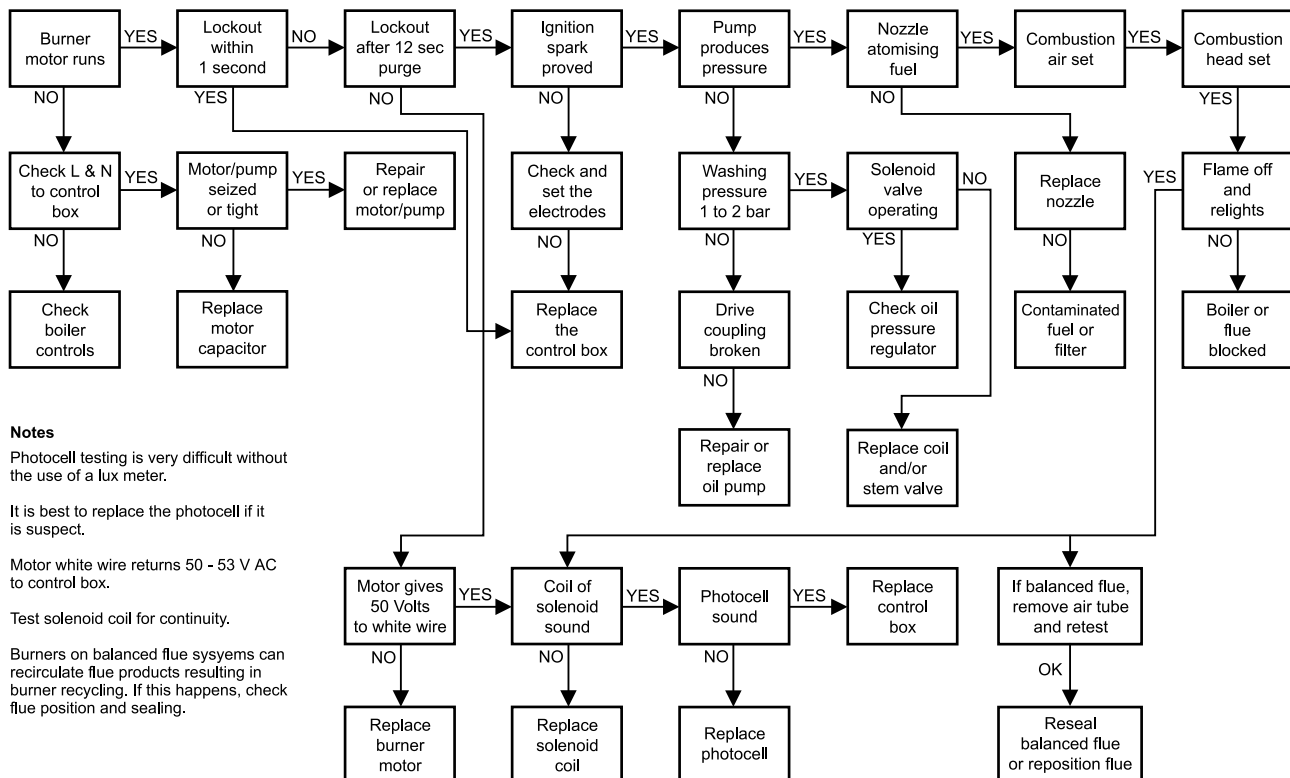 Burner
motor runs
YES
Lockout
within
1 second
NO
Lockout
after 12 sec
purge
YES
Ignition
spark
proved
YES
Pump
produces
pressure
YES
Nozzle
atomising
fuel
YES
Combustion
air set
YES
Combustion
head set
NO
YES
NO
NO
NO
NO
YES
Check L & N
to control
box
YES
Motor/pump
seized
or tight
YES
Repair
or replace
motor/pump
Check and
set the
electrodes
Washing
pressure
1 to 2 bar
YES
Solenoid
valve
operating
NO
Replace
nozzle
YES
Flame off
and
relights
NO
NO
NO
NO
YES
NO
NO
Check
boiler
controls
Replace
motor
capacitor
Replace
the
control box
Drive
coupling
broken
Check oil
pressure
regulator
Contaminated
fuel or
filter
Boiler or
flue
blocked
NO
Repair or
replace
oil pump
Replace coil
and/or
stem valve
Notes
Photocell testing is very difficult without
the use of a lux meter.
It is best to replace the photocell if it
is suspect.
Motor white wire returns 50 - 53 V AC
to control box.
Test solenoid coil for continuity.
Burners on balanced flue sysyems can
recirculate flue products resulting in
burner recycling. If this happens, check
flue position and sealing.
Motor gives
50 Volts
to white wire
YES
Coil of
solenoid
sound
YES
Photocell
sound
YES
Replace
control
box
If balanced flue,
remove air tube
and retest
NO
NO
NO
OK
Replace
burner
motor
Replace
solenoid
coil
Replace
photocell
Reseal
balanced flue
or reposition flue